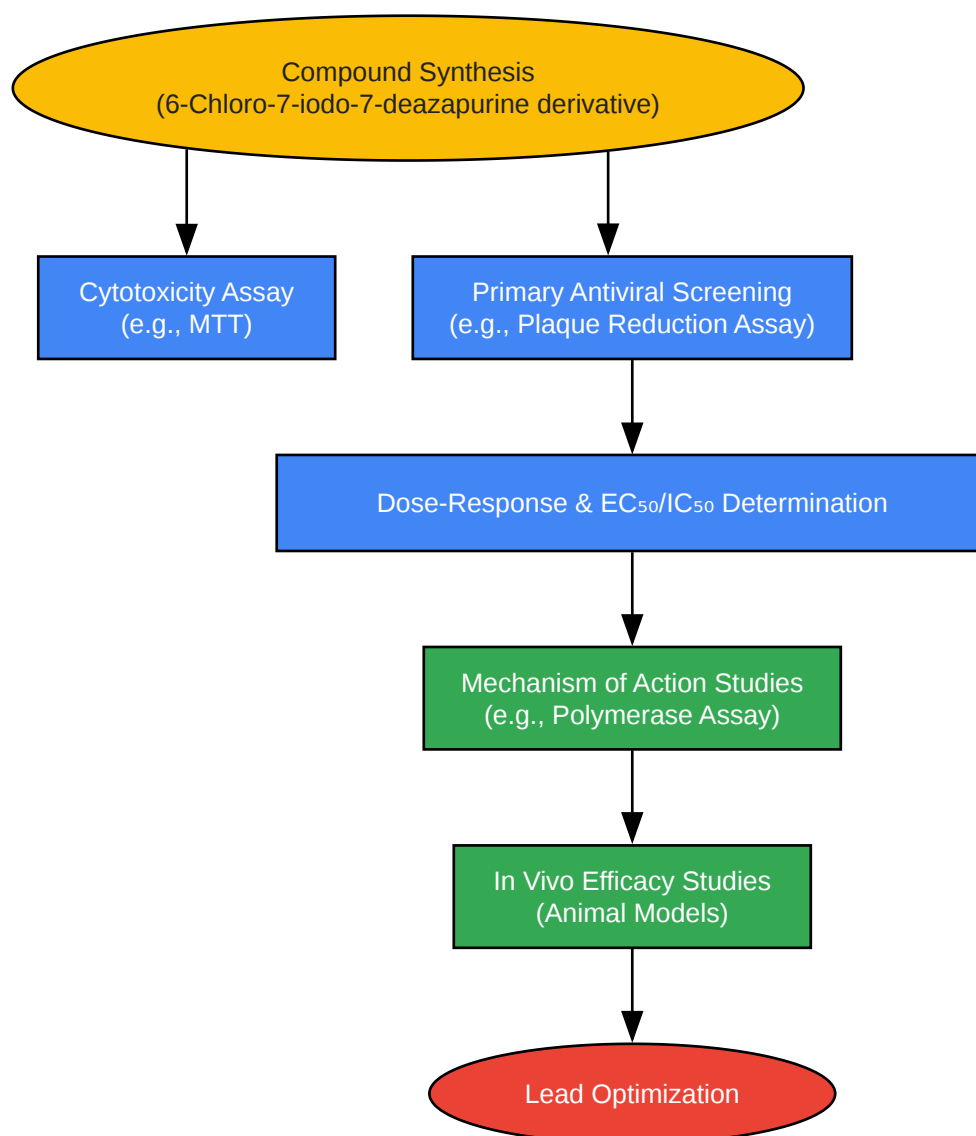 Compound Synthesis
(6-Chloro-7-iodo-7-deazapurine derivative)
Cytotoxicity Assay
(e.g., MTT)
Primary Antiviral Screening
(e.g., Plaque Reduction Assay)
Dose-Response & EC₅₀/IC₅₀ Determination
Mechanism of Action Studies
(e.g., Polymerase Assay)
In Vivo Efficacy Studies
(Animal Models)
Lead Optimization